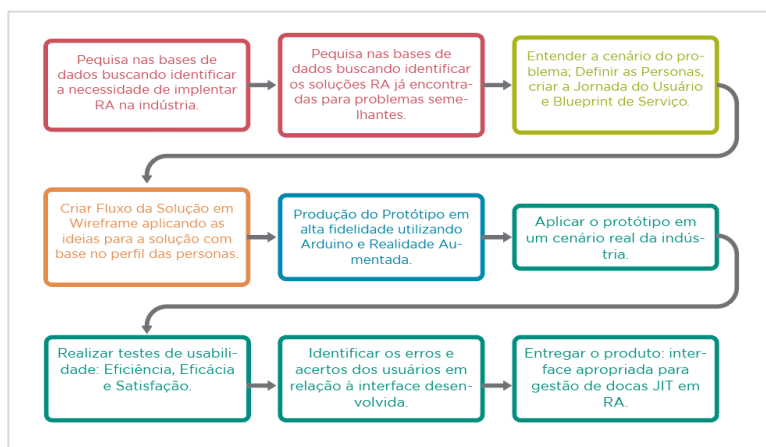 Pequisa nas bases de
dados buscando identificar
a necesidade de implentar
RA na indústria.
Pequisa nas bases de
dados buscando identificar
os soluções RA já encontra-
das para problemas seme-
lhantes.
Entender a cenário do pro-
blema; Definir as Personas,
criar a Jornada do Usuário
e Blueprint de Serviço.
Criar Fluxo da Solução em
Wireframe aplicando as
ideias para a solução com
base no perfil das personas.
Produção do Protótipo em
alta fidelidade utilizando
Arduino e Realidade Au-
mentada.
Aplicar o protótipo em
um cenário real da indús-
tria.
Realizar testes de usabili-
dade: Eficiência, Eficácia
e Satisfação.
Identificar os erros e
acertos dos usuários em
relação à interface desen-
volvida.
Entregar o produto: inter-
face apropriada para
gestão de docas JIT em
RA.